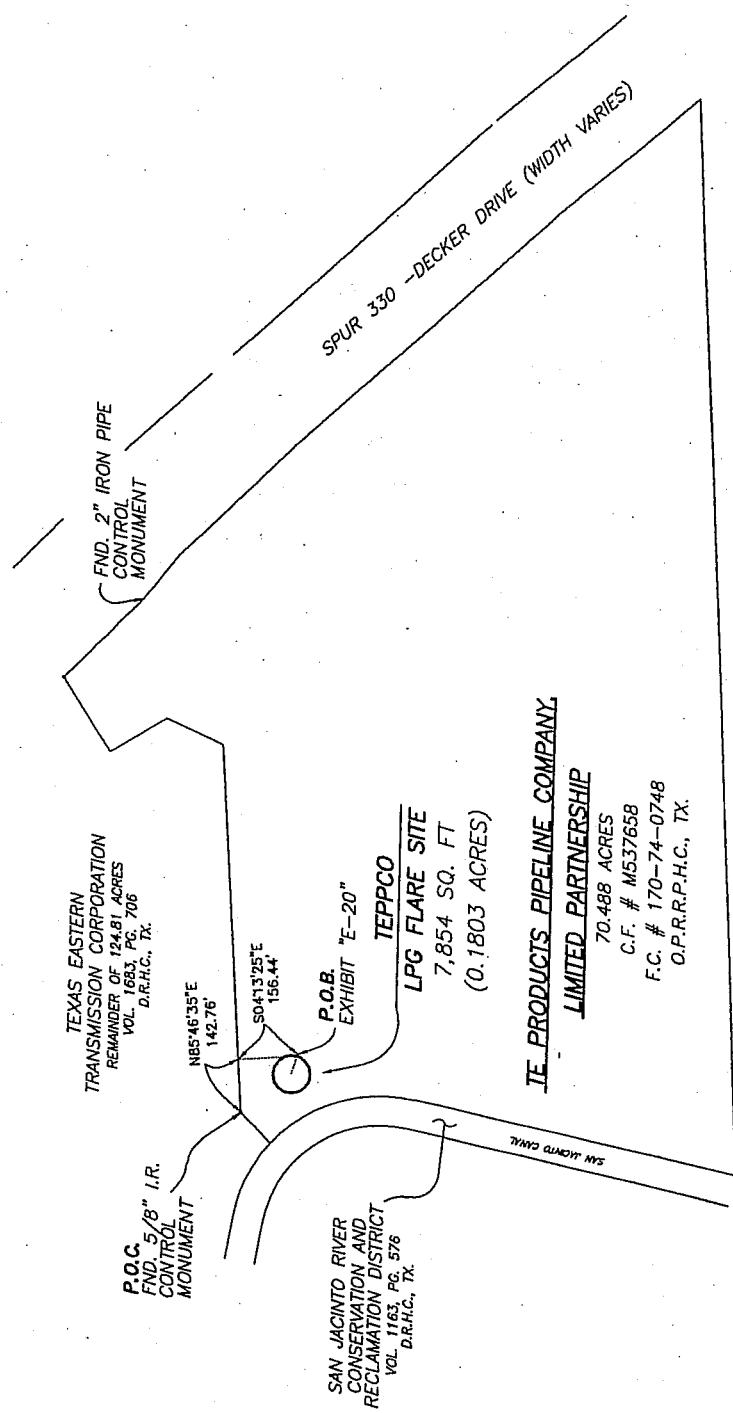 FND. 2" IRON PIPE
CONTROL
MONUMENT
SPUR 330 -DECKER DRIVE (WIDTH VARIES)
TEXAS EASTERN
TRANSMISSION CORPORATION
REMAINDER OF 124.81 ACRES
VOL. 1683, PG. 706
D.R.H.C., TX.
N85°46'35"E
142.76'
S04°13'25"E
156.44'
P.O.C.
FND. 5/8" I.R.
CONTROL
MONUMENT
P.O.B.
EXHIBIT "E-20"
TEPPCO
LPG FLARE SITE
7,854 SQ. FT
(0.1803 ACRES)
SAN JACINTO RIVER
CONSERVATION AND
RECLAMATION DISTRICT
VOL. 1163, PG. 576
D.R.H.C., TX.
SAN JACINTO CANAL
TE PRODUCTS PIPELINE COMPANY,
LIMITED PARTNERSHIP
70.488 ACRES
C.F. # M537658
F.C. # 170-74-0748
O.P.R.R.P.H.C., TX.